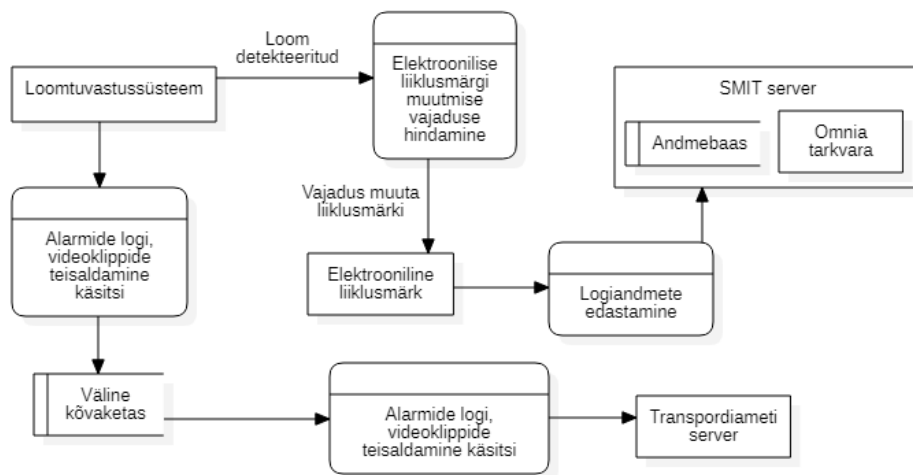 Loomtuvastussüsteem
Loom
detekteeritud
Elektroonilise
liiklusmärgi
muutmise
vajaduse
hindamine
SMIT server
Andmebaas
Omnia
tarkvara
Vajadus muuta
liiklusmärki
Alarmide logi,
videoklippide
teisaldamine
käsitsi
Elektrooniline
liiklusmärk
Logiandmete
edastamine
Väline
kõvaketas
Alarmide logi,
videoklippide
teisaldamine käsitsi
Transpordiameti
server